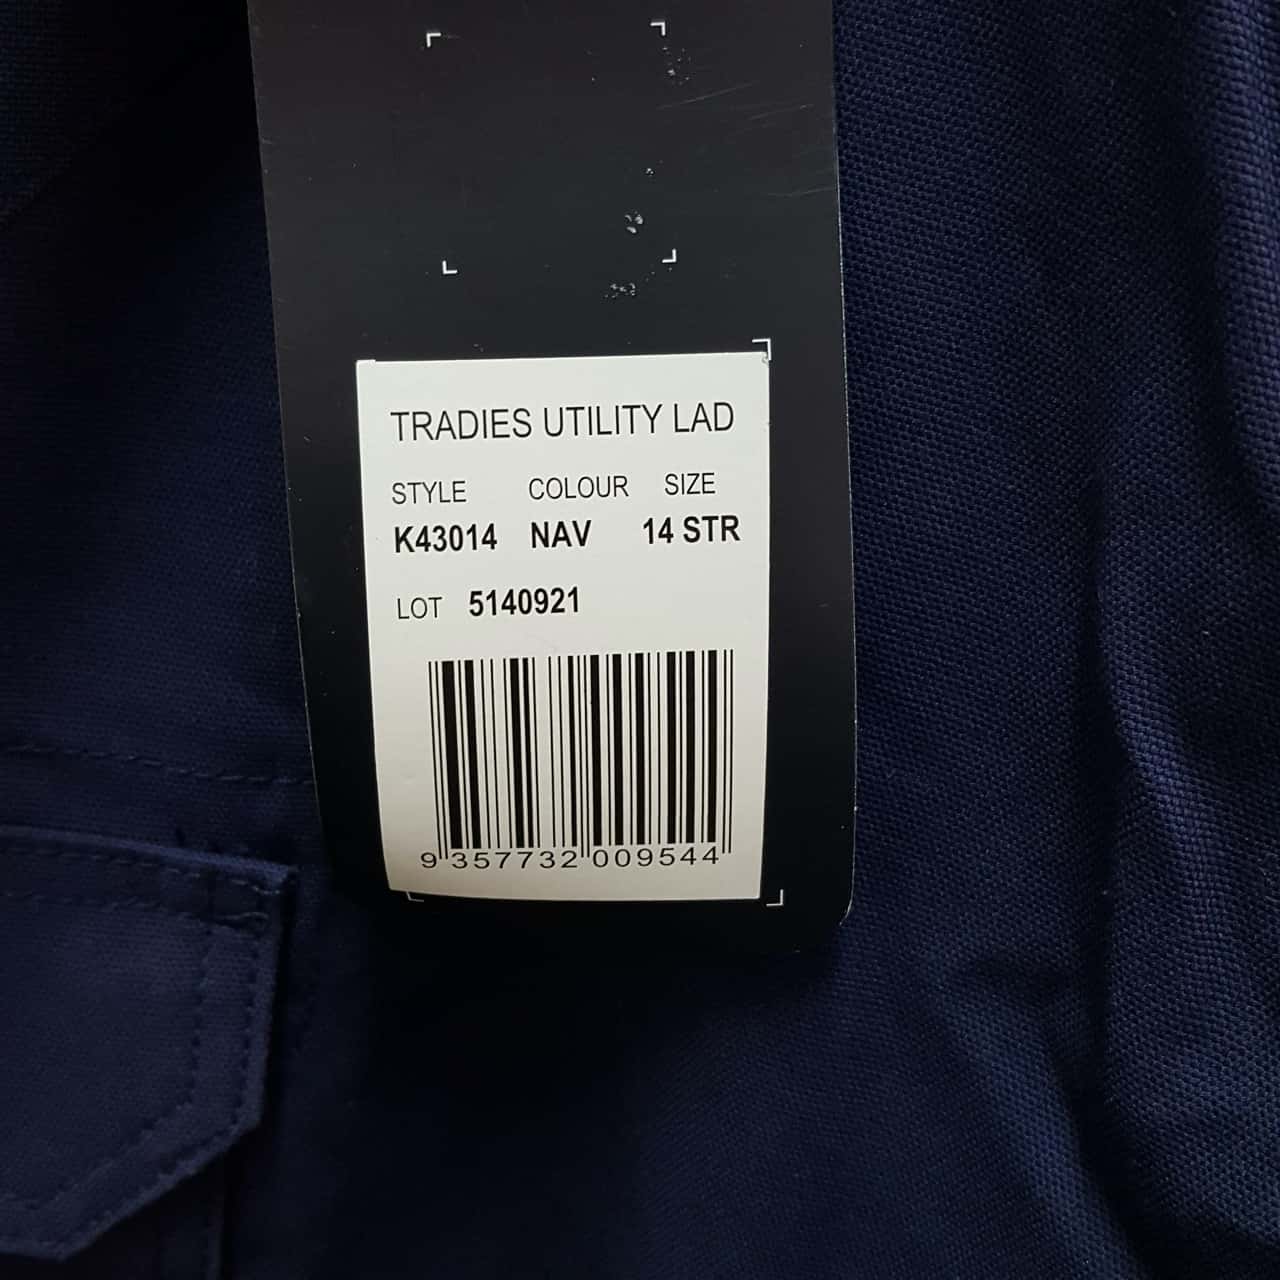 TRADIES UTILITY LAD
STYLE COLOUR SIZE
K43014 NAV 14 STR
LOT 5140921
9 357732 009544